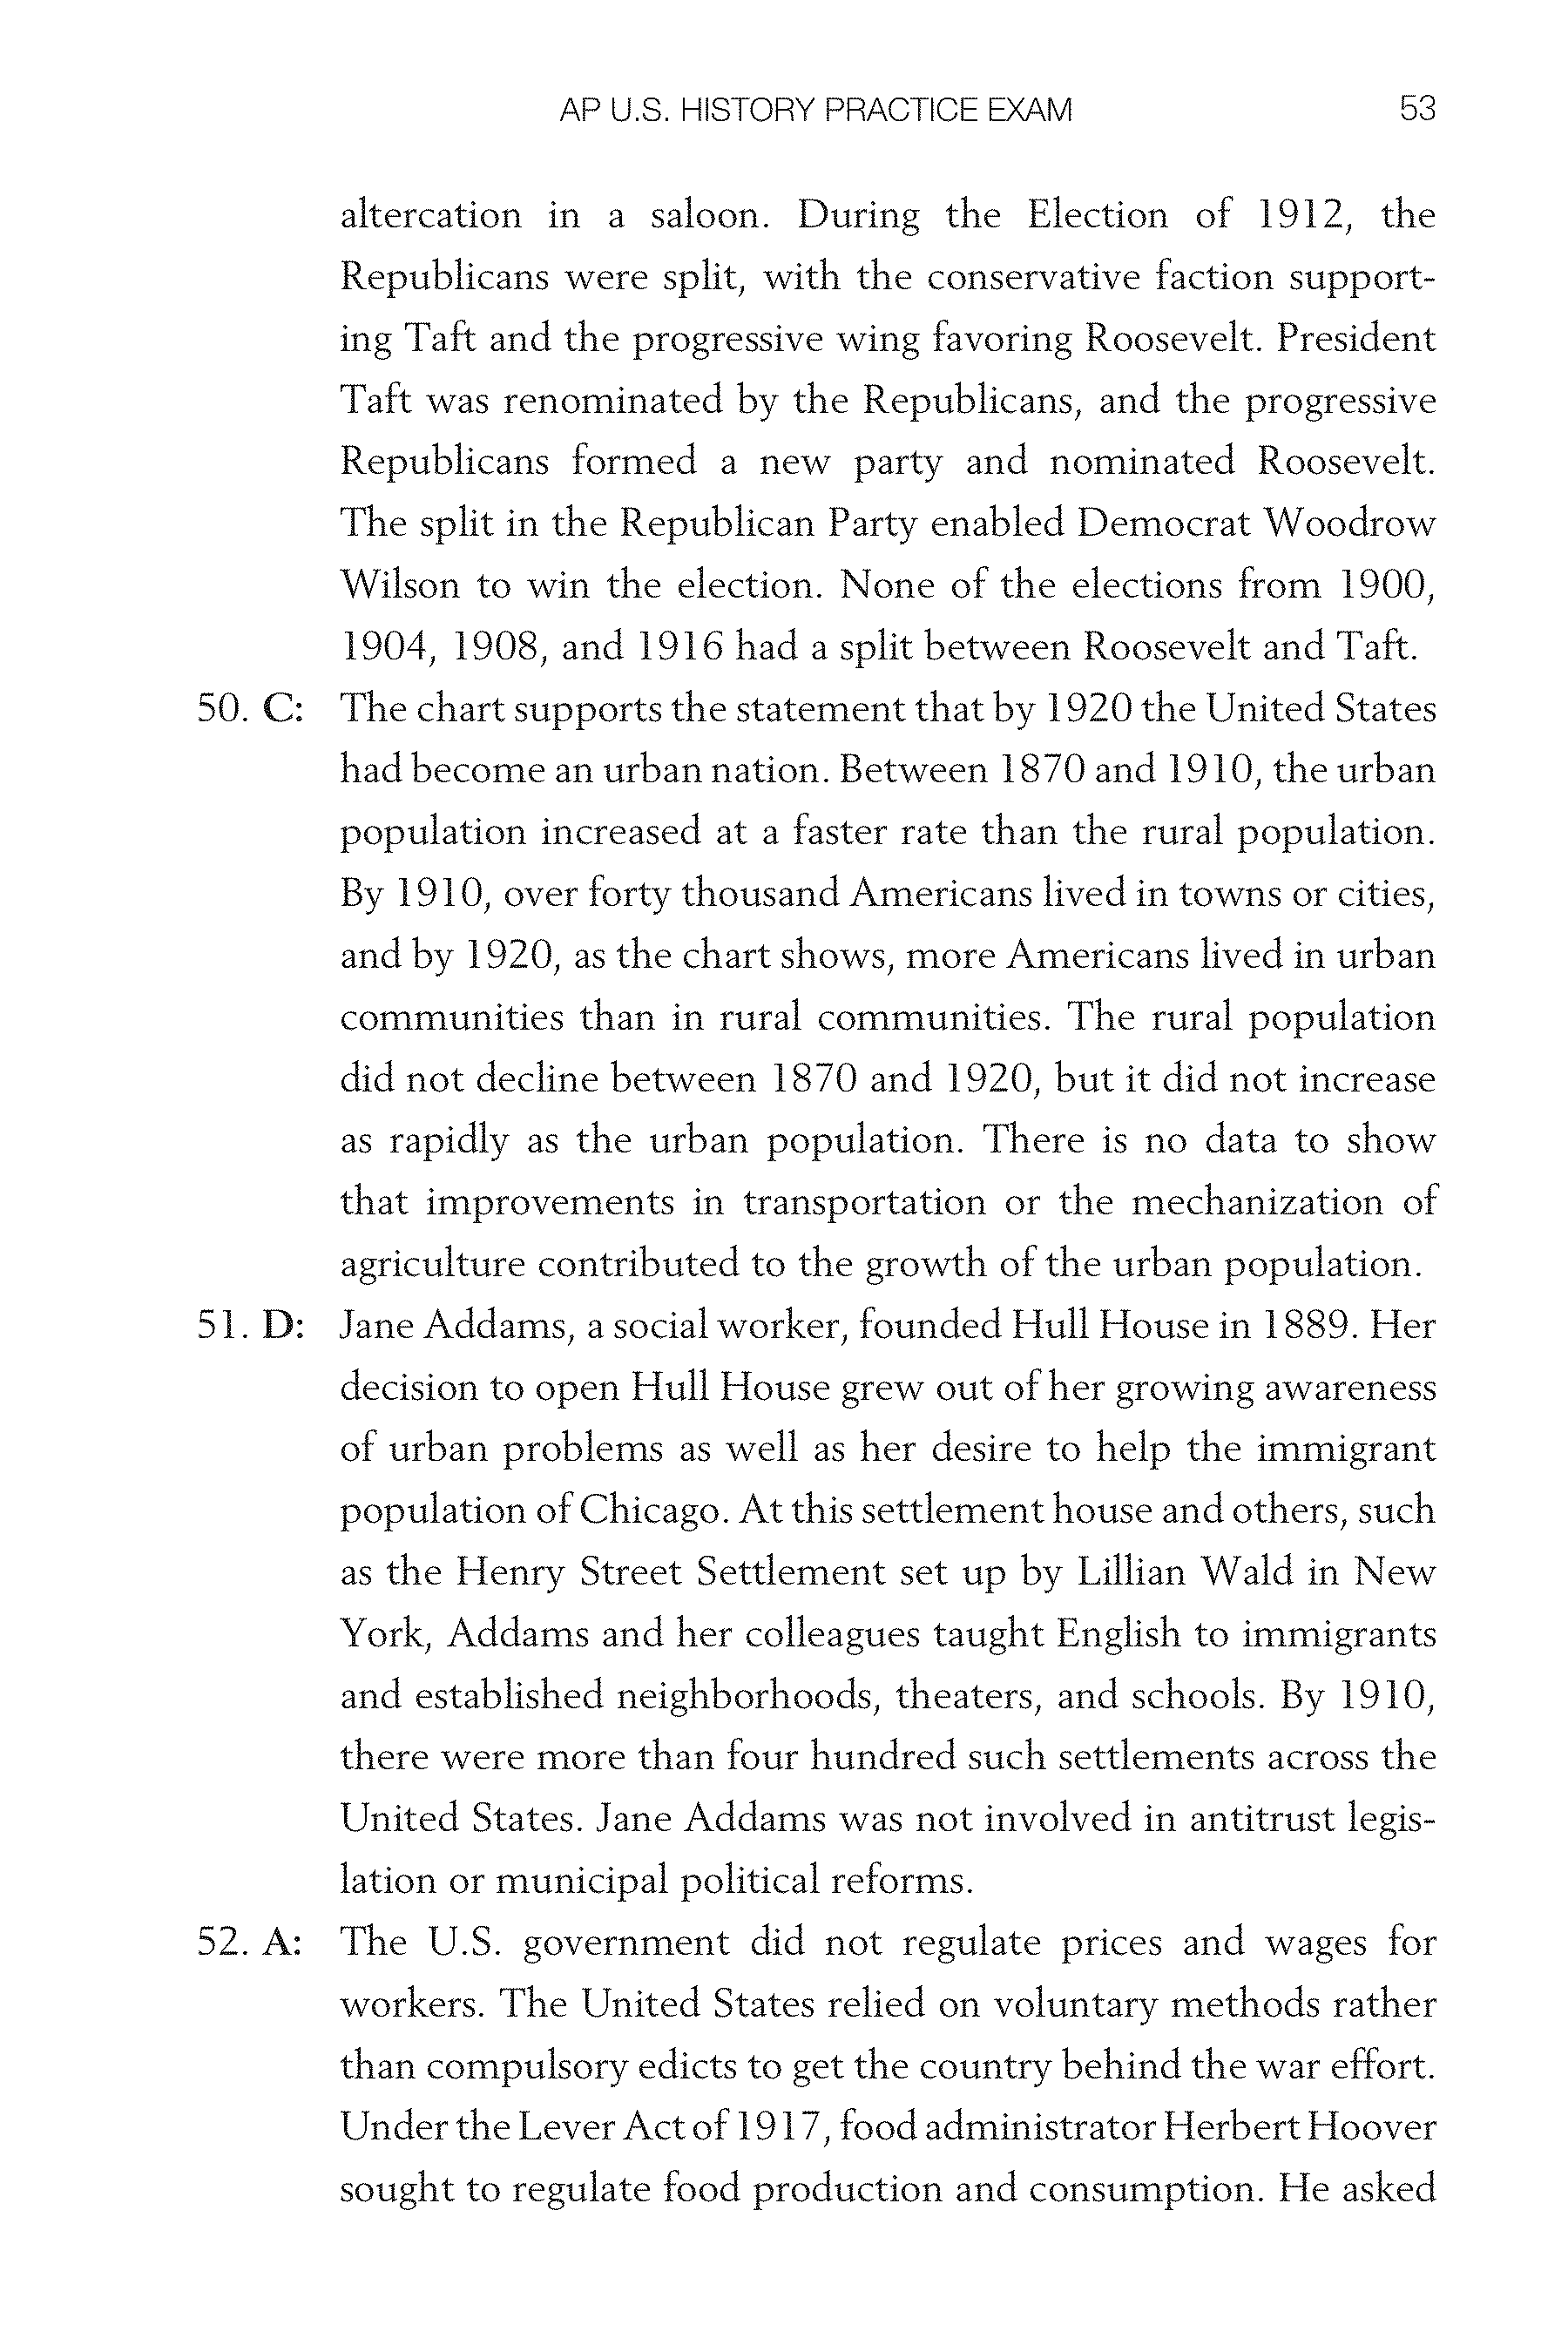 AP U.S. HISTORY PRACTICE EXAM 53
altercation in a saloon. During the Election of 1912, the
Republicans were split, with the conservative faction support-
ing Taft and the progressive wing favoring Roosevelt. President
Taft was renominated by the Republicans, and the progressive
Republicans formed a new party and nominated Roosevelt.
The split in the Republican Party enabled Democrat Woodrow
Wilson to win the election. None of the elections from 1900,
1904, 1908, and 1916 had a split between Roosevelt and Taft.
50. C: The chart supports the statement that by 1920 the United States
had become an urban nation. Between 1870 and 1910, the urban
population increased at a faster rate than the rural population.
By 1910, over forty thousand Americans lived in towns or cities,
and by 1920, as the chart shows, more Americans lived in urban
communities than in rural communities. The rural population
did not decline between 1870 and 1920, but it did not increase
as rapidly as the urban population. There is no data to show
that improvements in transportation or the mechanization of
agriculture contributed to the growth of the urban population.
51. D: Jane Addams, a social worker, founded Hull House in 1889. Her
decision to open Hull House grew out of her growing awareness
of urban problems as well as her desire to help the immigrant
population of Chicago. At this settlement house and others, such
as the Henry Street Settlement set up by Lillian Wald in New
York, Addams and her colleagues taught English to immigrants
and established neighborhoods, theaters, and schools. By 1910,
there were more than four hundred such settlements across the
United States. Jane Addams was not involved in antitrust legis-
lation or municipal political reforms.
52. A: The U.S. government did not regulate prices and wages for
workers. The United States relied on voluntary methods rather
than compulsory edicts to get the country behind the war effort.
Under the Lever Act of 1917, food administrator Herbert Hoover
sought to regulate food production and consumption. He asked